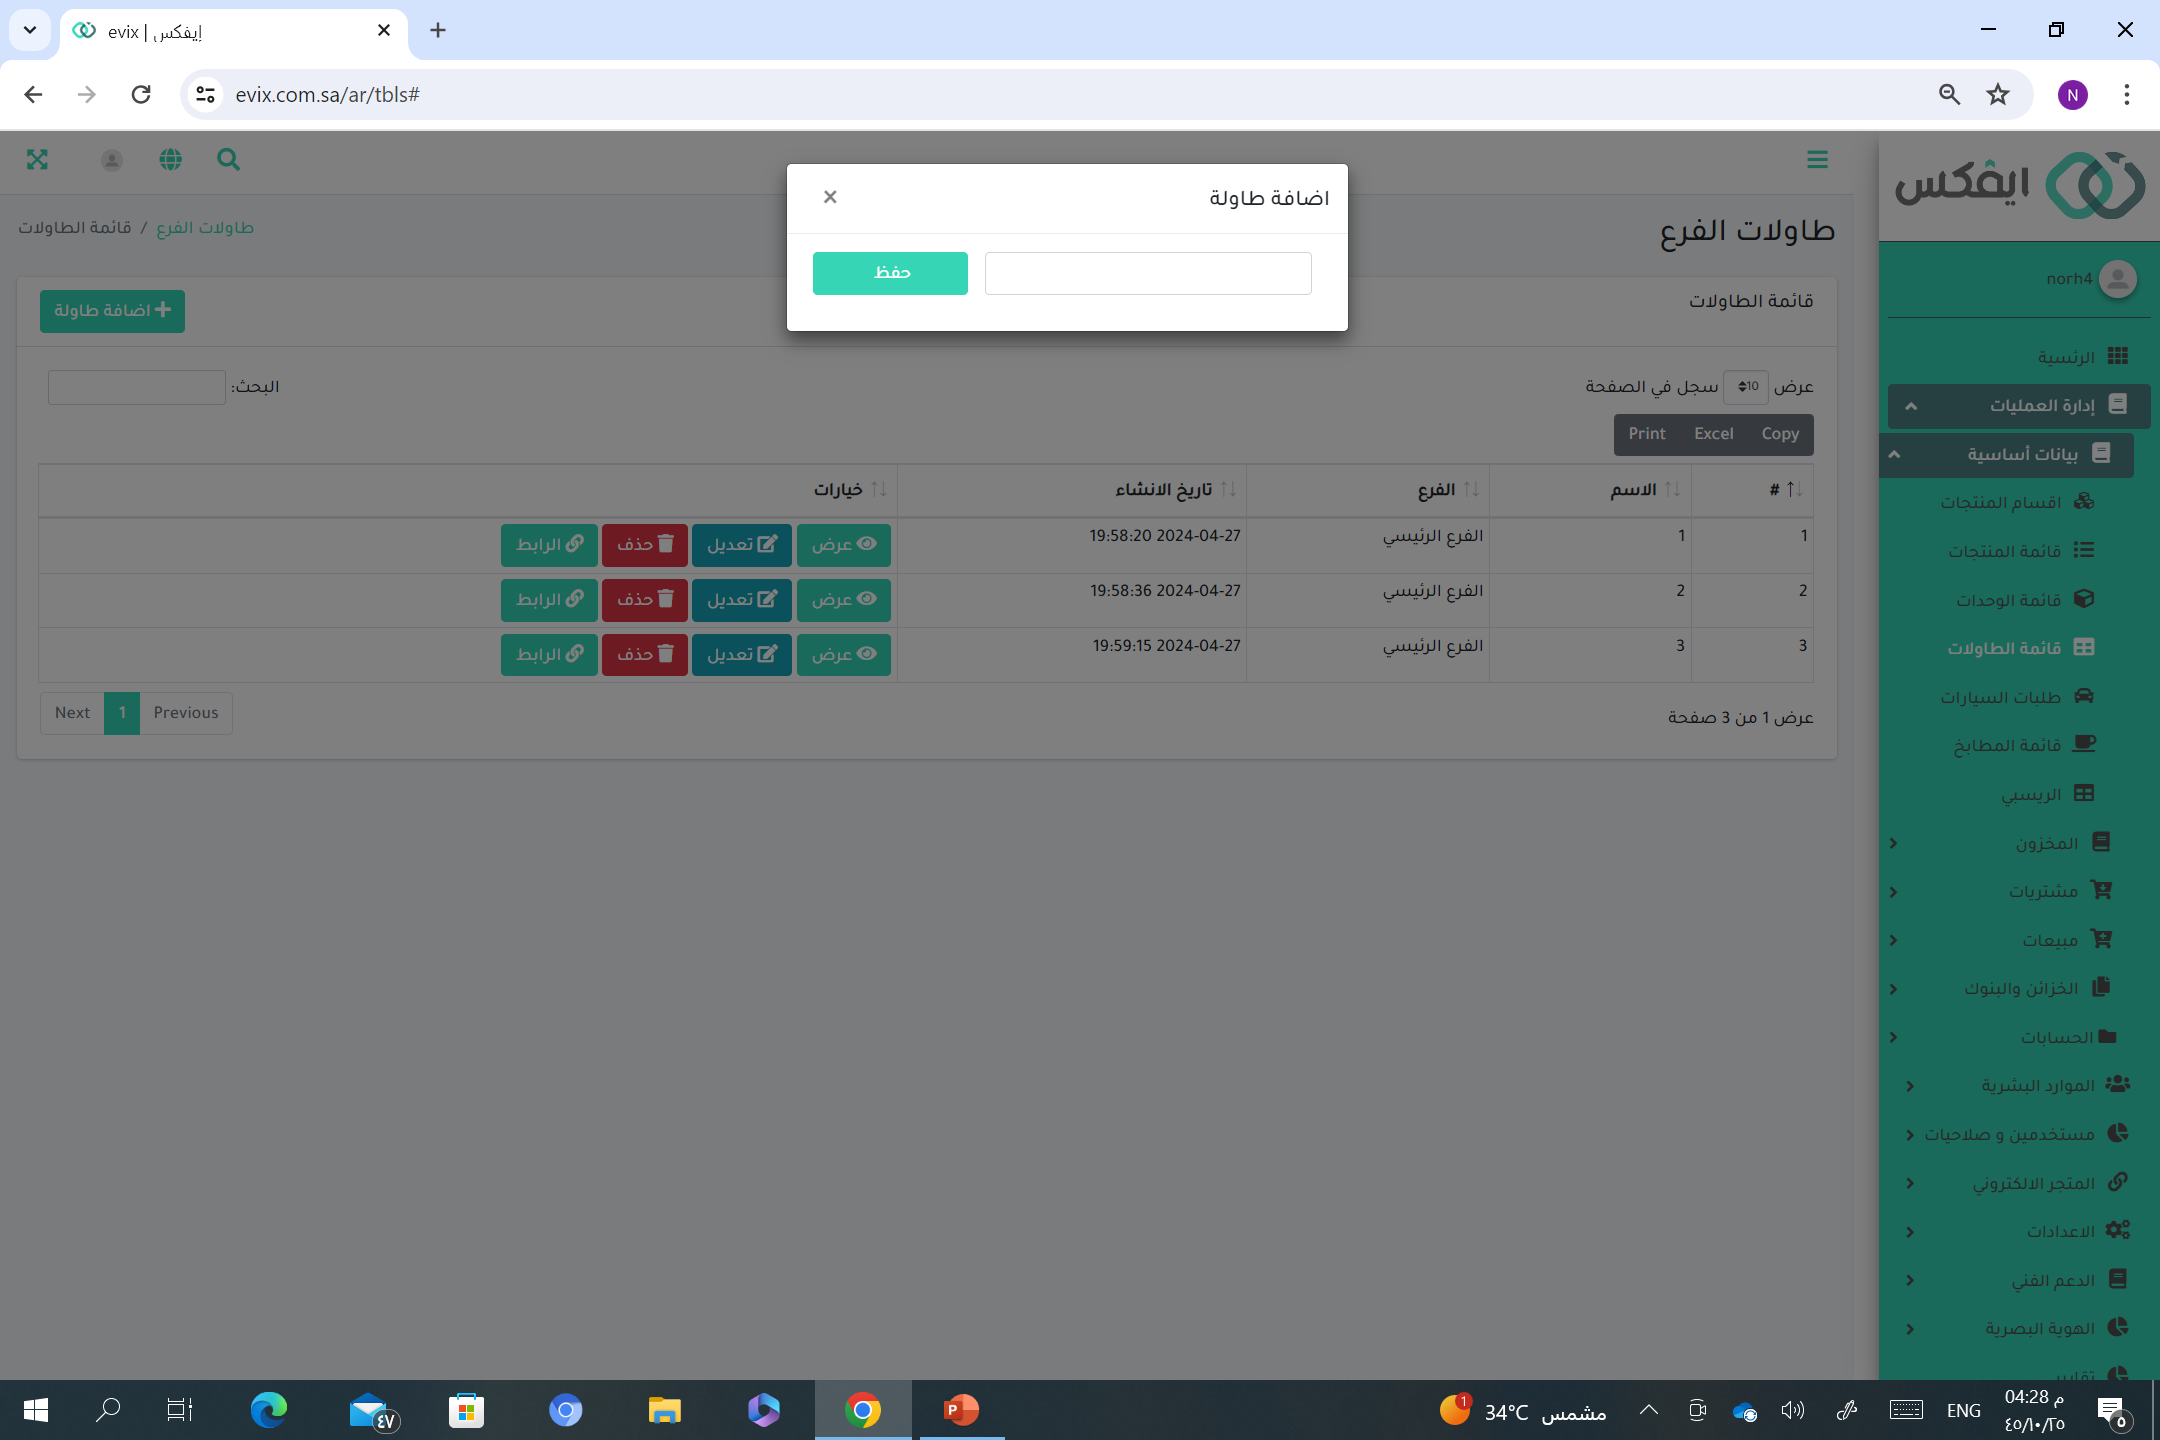 evix | إيفكس
evix.com.sa/ar/tbls#
N
ايفكس
اضافة طاولة
×
حفظ
طاولات الفرع
طاولات الفرع / قائمة الطاولات
قائمة الطاولات
اضافة طاولة
عرض 10 سجل في الصفحة
البحث:
Print Excel Copy
# الاسم الفرع تاريخ الانشاء خيارات
1 1 الفرع الرئيسي 2024-04-27 19:58:20 عرض تعديل حذف الرابط
2 2 الفرع الرئيسي 2024-04-27 19:58:36 عرض تعديل حذف الرابط
3 3 الفرع الرئيسي 2024-04-27 19:59:15 عرض تعديل حذف الرابط
عرض 1 من 3 صفحة
Next 1 Previous
norh4
الرئسية
إدارة العمليات
بيانات أساسية
اقسام المنتجات
قائمة المنتجات
قائمة الوحدات
قائمة الطاولات
طلبات السيارات
قائمة المطابخ
الريسبي
المخزون
مشتريات
مبيعات
الخزائن والبنوك
الحسابات
الموارد البشرية
مستخدمين و صلاحيات
المتجر الالكتروني
الاعدادات
الدعم الفني
الهوية البصرية
تقارير
٤٧
P
1
34°C مشمس
ENG
04:28 م
٤٥/١٠/٢٥
٥